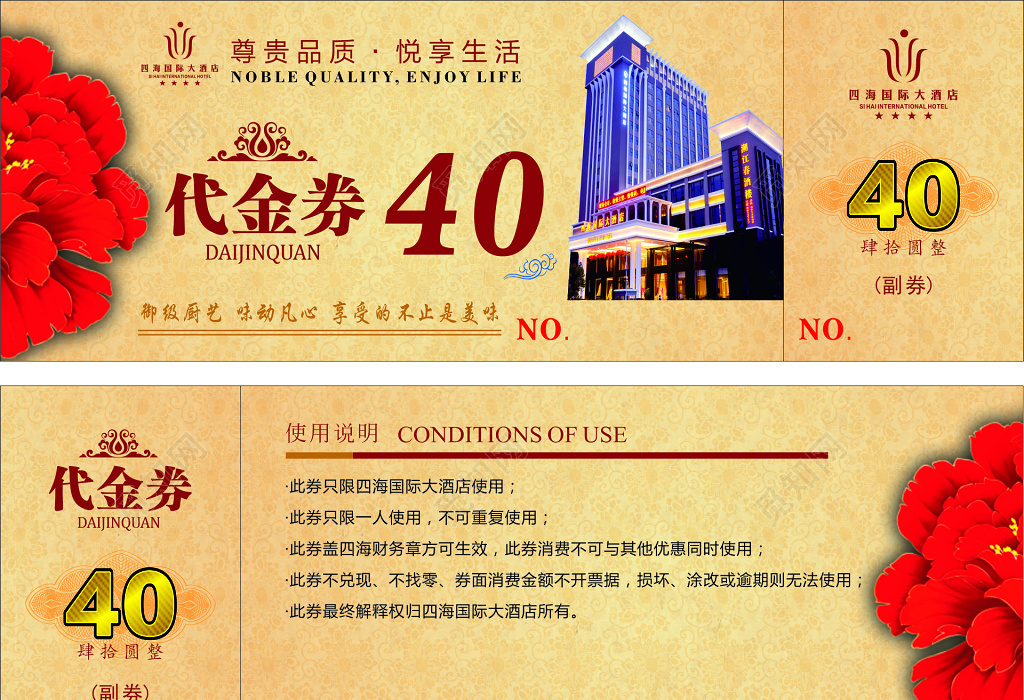 四海国际大酒店
SI HAI INTERNATIONAL HOTEL
尊贵品质·悦享生活
NOBLE QUALITY, ENJOY LIFE
代金券 40
DAIJINQUAN
御级厨艺 味动凡心 享受的不止是美味
NO.
四海国际大酒店
SI HAI INTERNATIONAL HOTEL
40
肆拾圆整
(副券)
NO.
代金券
DAIJINQUAN
40
肆拾圆整
(副券)
使用说明 CONDITIONS OF USE
·此券只限四海国际大酒店使用；
·此券只限一人使用，不可重复使用；
·此券盖四海财务章方可生效，此券消费不可与其他优惠同时使用；
·此券不兑现、不找零、券面消费金额不开票据，损坏、涂改或逾期则无法使用；
·此券最终解释权归四海国际大酒店所有。